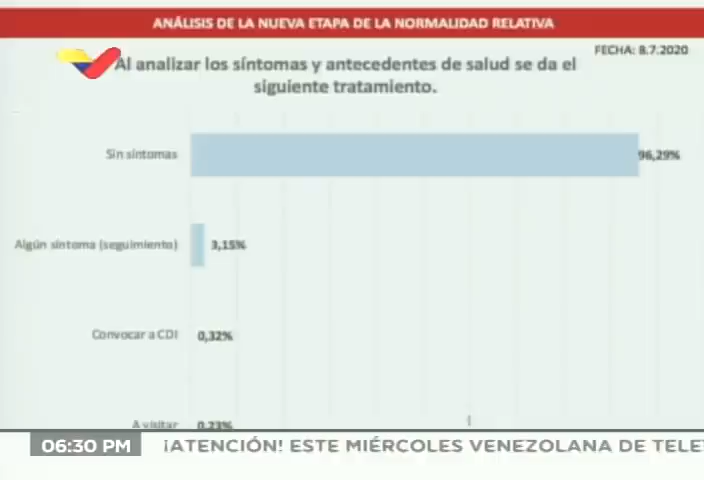 ANÁLISIS DE LA NUEVA ETAPA DE LA NORMALIDAD RELATIVA
FECHA: 8.7.2020
Al analizar los síntomas y antecedentes de salud se da el
siguiente tratamiento.
Sin síntomas 96,29%
Algún síntoma (seguimiento) 3,15%
Convocar a CDI 0,32%
A visitar 0,23%
06:30 PM ¡ATENCIÓN! ESTE MIÉRCOLES VENEZOLANA DE TELE